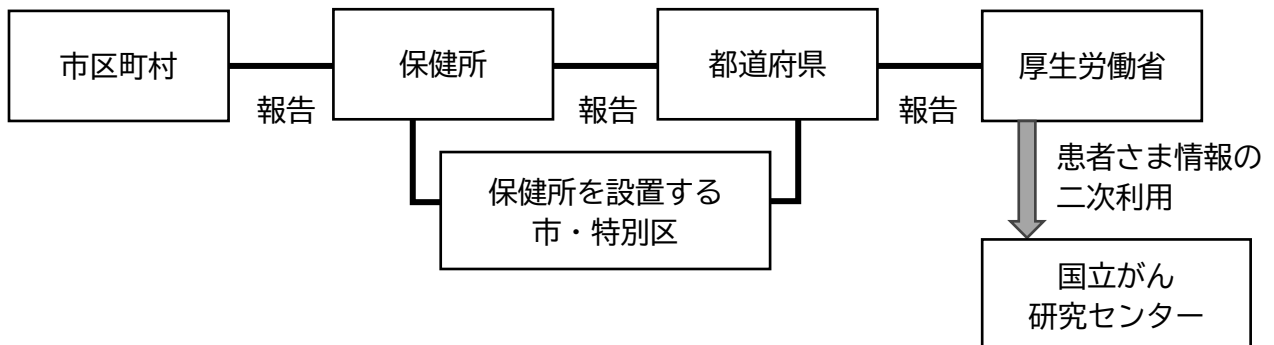 市区町村
保健所
都道府県
厚生労働省
報告
報告
報告
患者さま情報の
二次利用
保健所を設置する
市・特別区
国立がん
研究センター